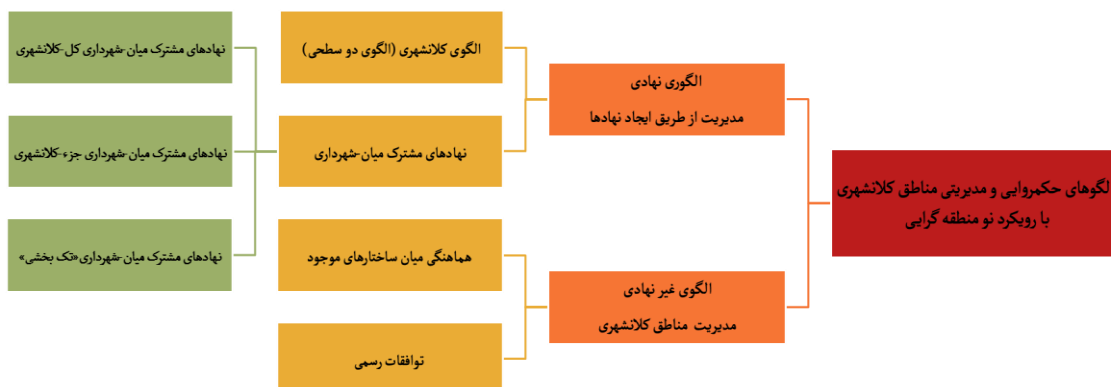 الگوهای حکمروایی و مدیریتی مناطق کلانشهری
با رویکرد نو منطقه گرایی
الگوری نهادی
مدیریت از طریق ایجاد نهادها
الگوی غیر نهادی
مدیریت مناطق کلانشهری
الگوی کلانشهری (الگوی دو سطحی)
نهادهای مشترک میان-شهرداری
هماهنگی میان ساختارهای موجود
توافقات رسمی
نهادهای مشترک میان-شهرداری کل-کلانشهری
نهادهای مشترک میان-شهرداری جزء-کلانشهری
نهادهای مشترک میان-شهرداری«تک بخشی»